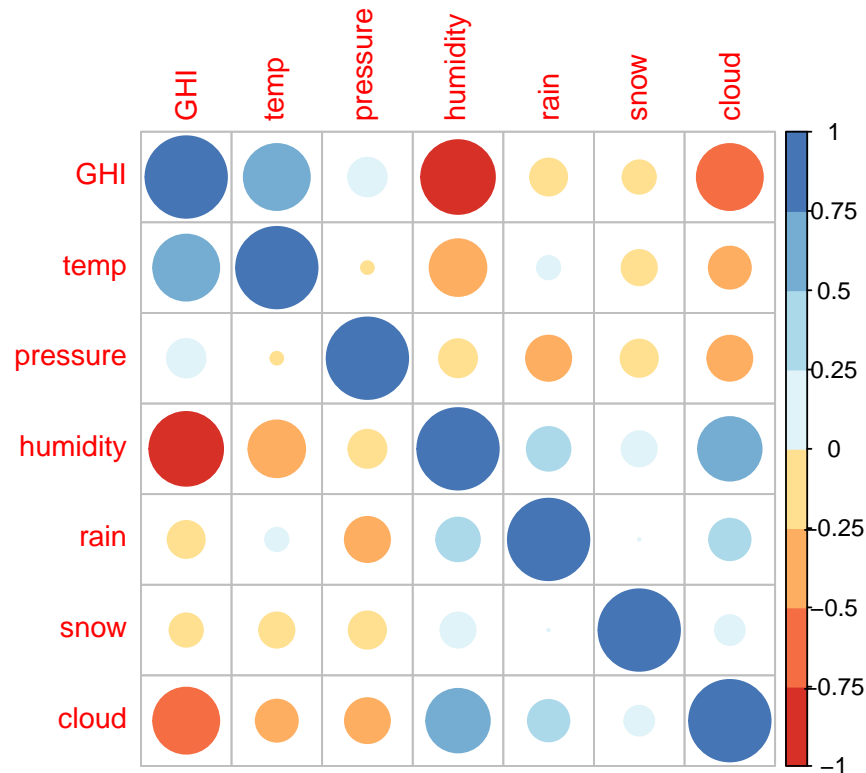 GHI
temp
pressure
humidity
rain
snow
cloud
GHI
temp
pressure
humidity
rain
snow
cloud
1
0.75
0.5
0.25
0
−0.25
−0.5
−0.75
−1